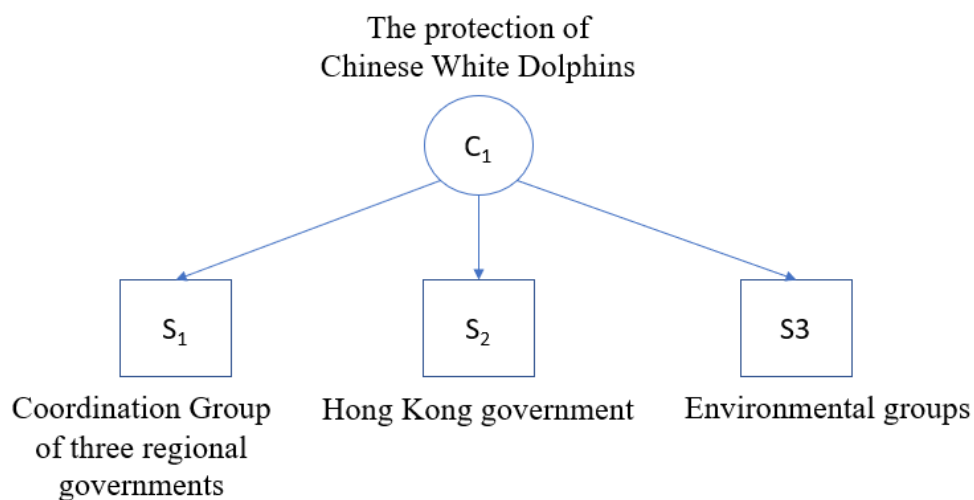 The protection of
Chinese White Dolphins
C₁
S₁
S₂
S3
Coordination Group
of three regional
governments
Hong Kong government
Environmental groups